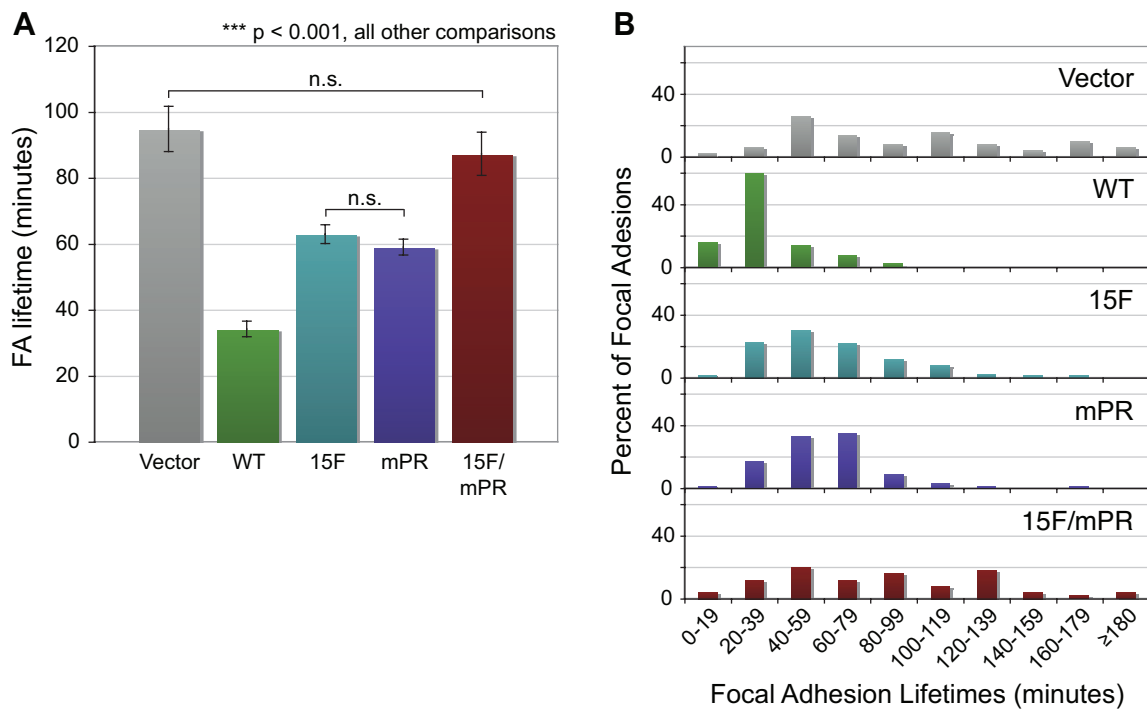 A
*** p < 0.001, all other comparisons
FA lifetime (minutes)
120
100
80
60
40
20
0
n.s.
n.s.
Vector
WT
15F
mPR
15F/
mPR
B
Percent of Focal Adesions
Vector
40
0
WT
40
0
15F
40
0
mPR
40
0
15F/mPR
40
0
0-19
20-39
40-59
60-79
80-99
100-119
120-139
140-159
160-179
≥180
Focal Adhesion Lifetimes (minutes)